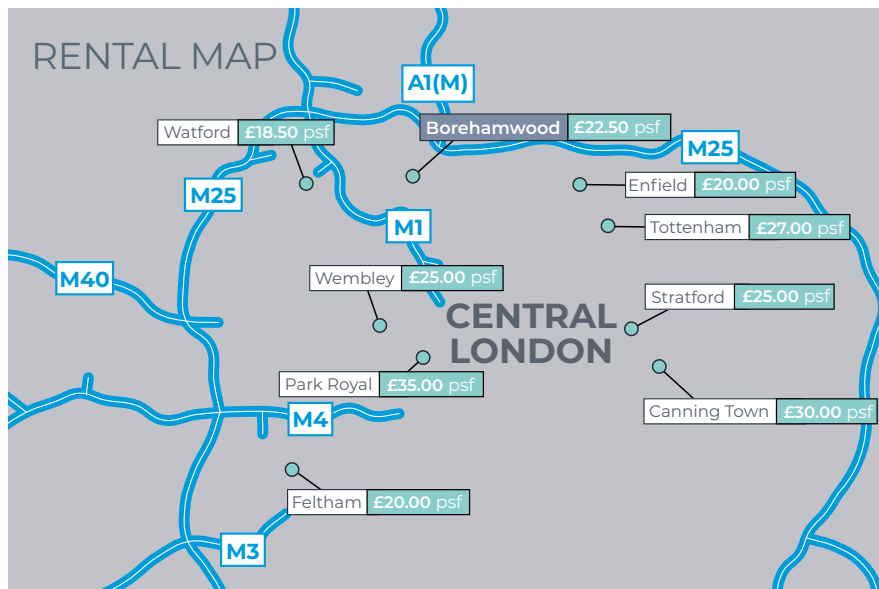 RENTAL MAP
A1(M)
Watford £18.50 psf
Borehamwood £22.50 psf
M25
Enfield £20.00 psf
M25
M1
Tottenham £27.00 psf
M40
Wembley £25.00 psf
Stratford £25.00 psf
CENTRAL
LONDON
Park Royal £35.00 psf
M4
Canning Town £30.00 psf
Feltham £20.00 psf
M3